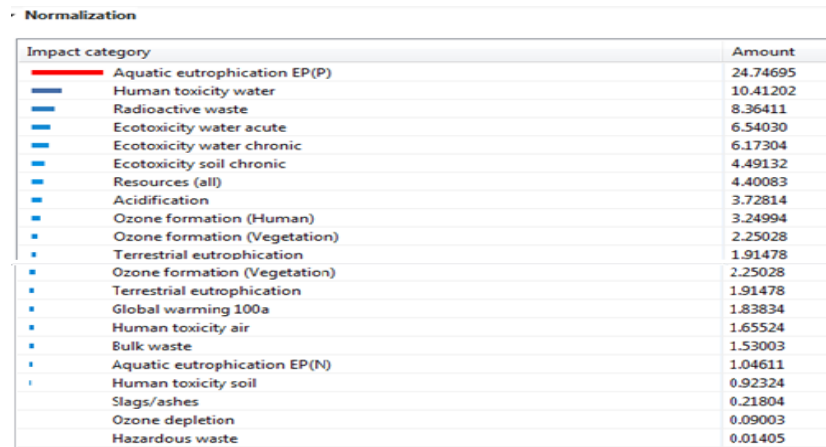 Normalization
Impact category Amount
Aquatic eutrophication EP(P) 24.74695
Human toxicity water 10.41202
Radioactive waste 8.36411
Ecotoxicity water acute 6.54030
Ecotoxicity water chronic 6.17304
Ecotoxicity soil chronic 4.49132
Resources (all) 4.40083
Acidification 3.72814
Ozone formation (Human) 3.24994
Ozone formation (Vegetation) 2.25028
Terrestrial eutrophication 1.91478
Ozone formation (Vegetation) 2.25028
Terrestrial eutrophication 1.91478
Global warming 100a 1.83834
Human toxicity air 1.65524
Bulk waste 1.53003
Aquatic eutrophication EP(N) 1.04611
Human toxicity soil 0.92324
Slags/ashes 0.21804
Ozone depletion 0.09003
Hazardous waste 0.01405